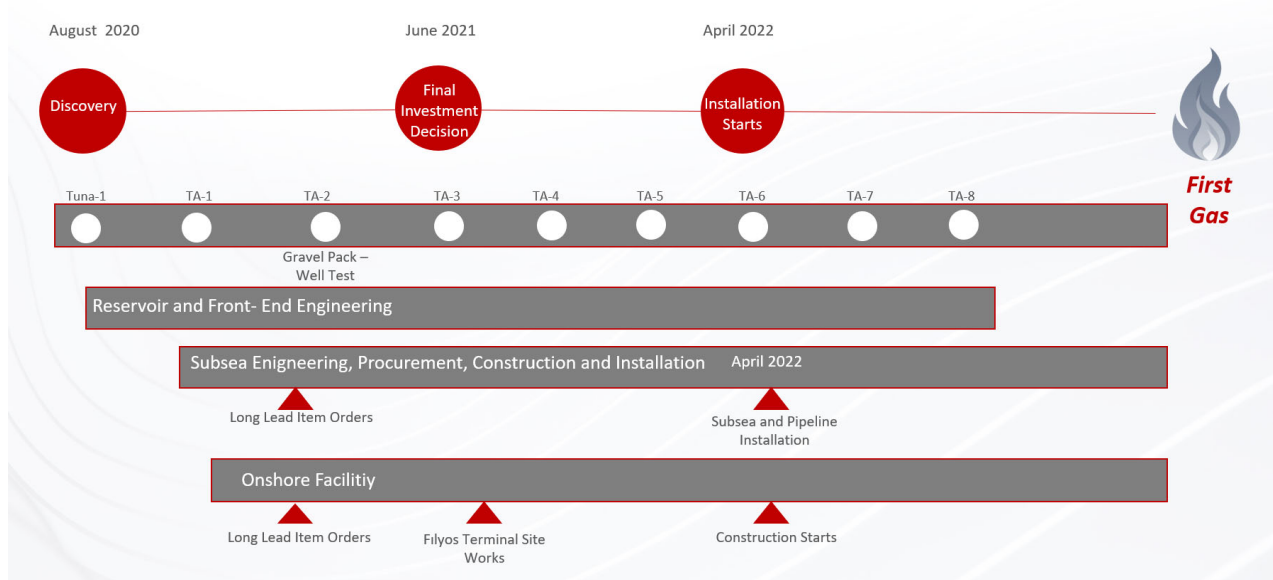 August 2020
June 2021
April 2022
Discovery
Final
Investment
Decision
Installation
Starts
First
Gas
Tuna-1
TA-1
TA-2
TA-3
TA-4
TA-5
TA-6
TA-7
TA-8
Gravel Pack –
Well Test
Reservoir and Front- End Engineering
Subsea Enigneering, Procurement, Construction and Installation
April 2022
Long Lead Item Orders
Subsea and Pipeline
Installation
Onshore Facilitiy
Long Lead Item Orders
Fılyos Terminal Site
Works
Construction Starts